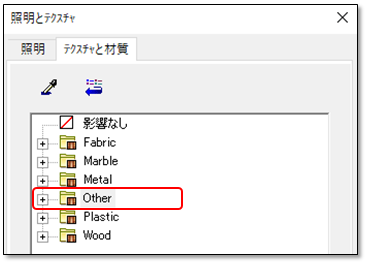 照明とテクスチャ
照明 テクスチャと材質
影響なし
Fabric
Marble
Metal
Other
Plastic
Wood